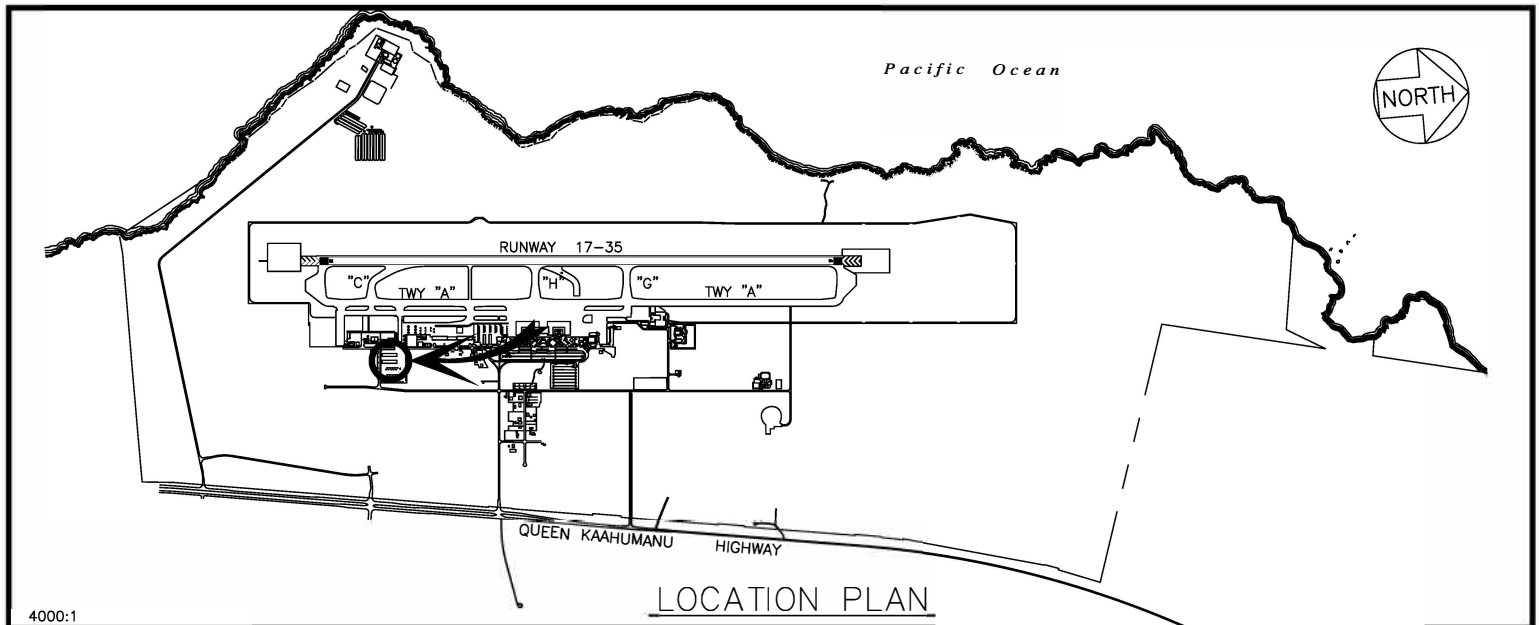 Pacific Ocean
NORTH
RUNWAY 17-35
"C"
"H"
"G"
TWY "A"
TWY "A"
QUEEN KAAHUMANU HIGHWAY
LOCATION PLAN
4000:1